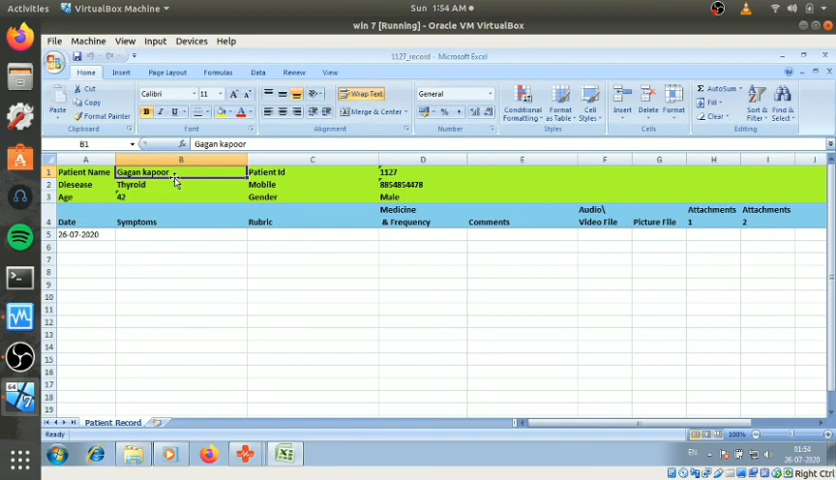 Activities VirtualBox Machine Sun 1:54 AM
win 7 [Running] - Oracle VM VirtualBox
File Machine View Input Devices Help
1127_record - Microsoft Excel
Home Insert Page Layout Formulas Data Review View
Cut Calibri 11 Wrap Text General AutoSum
Copy Fill
Paste Format Painter B I U Merge & Center Conditional Formatting Format as Table Cell Styles Insert Delete Format Clear Sort & Filter Find & Select
Clipboard Font Alignment Number Styles Cells Editing
B1 fx Gagan kapoor
A B C D E F G H I J
1 Patient Name Gagan kapoor Patient Id 1127
2 Diesease Thyroid Mobile 8854854478
3 Age 42 Gender Male
Medicine Audio\ Attachments Attachments
4 Date Symptoms Rubric & Frequency Comments Video File Picture File 1 2
5 26-07-2020
6
7
8
9
10
11
12
13
14
15
16
17
18
19
Patient Record
Ready 100%
EN 01:54
26-07-2020
Right Ctrl